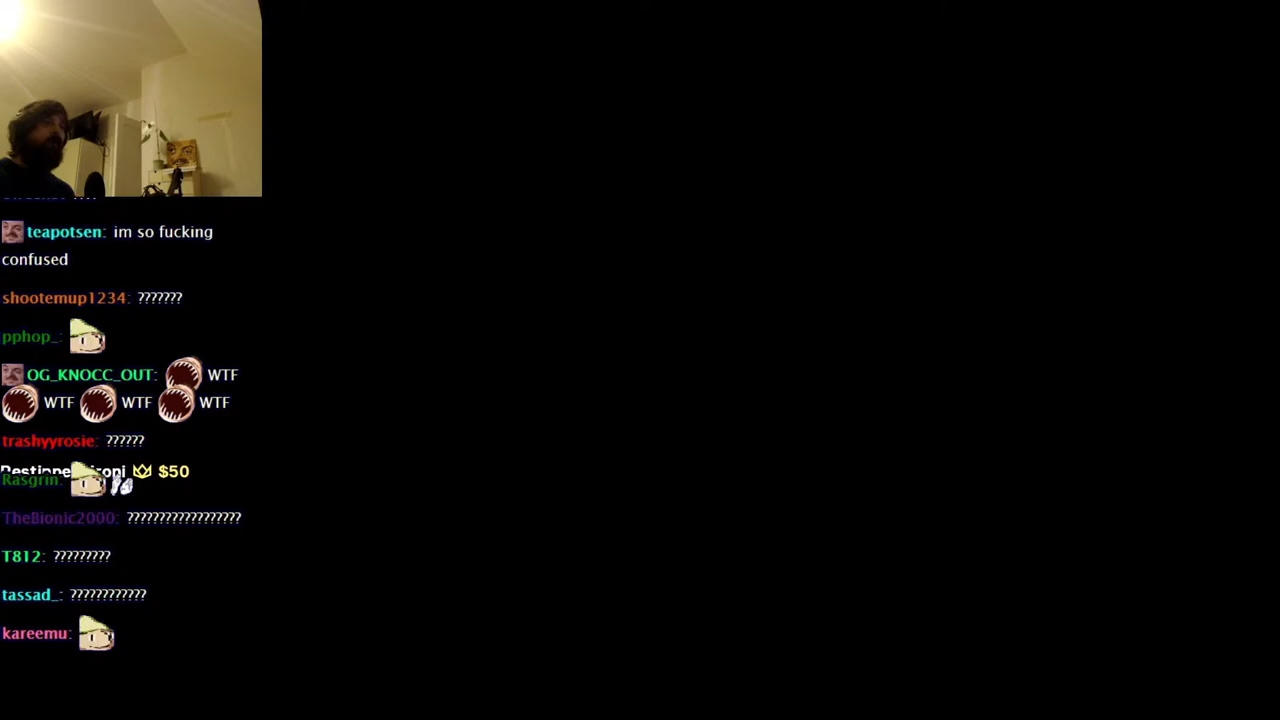 teapotsen: im so fucking
confused
shootemup1234: ???????
pphop_:
OG_KNOCC_OUT: WTF
WTF WTF WTF
trashyyrosie: ??????
$50
Rasgrin:
TheBionic2000: ??????????????????
T812: ?????????
tassad_: ????????????
kareemu: